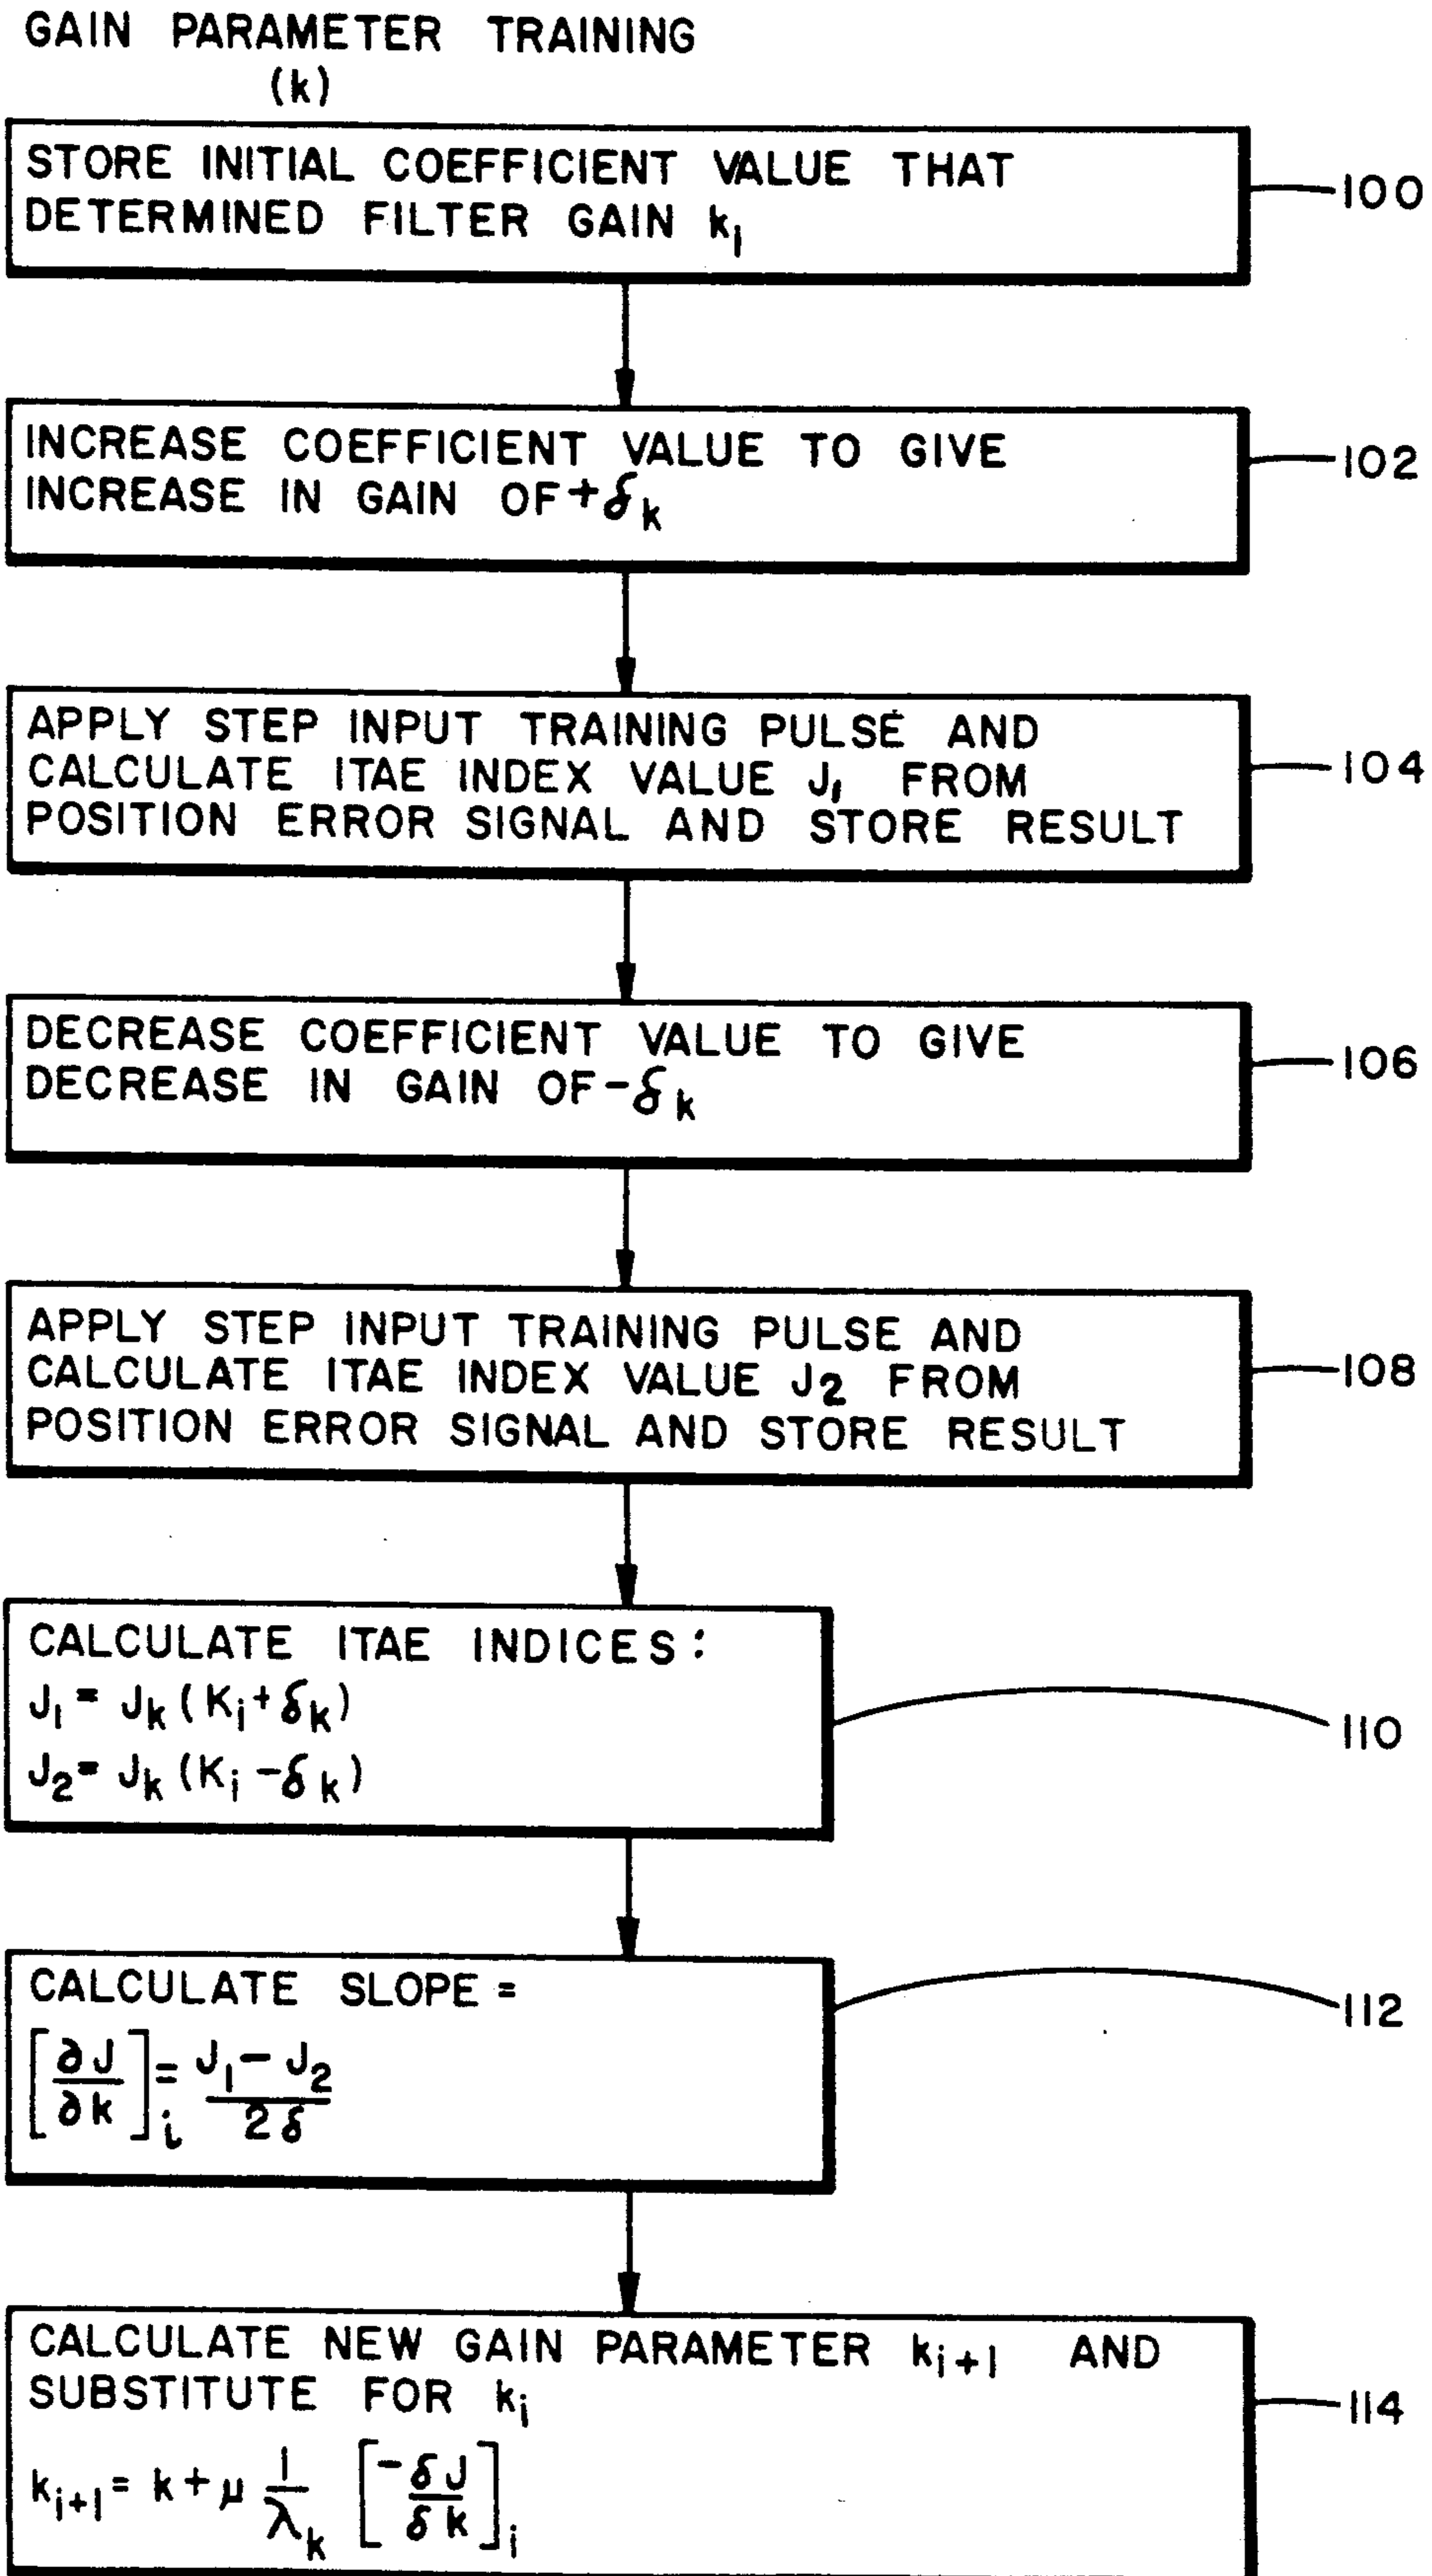 GAIN PARAMETER TRAINING
(k)
STORE INITIAL COEFFICIENT VALUE THAT
DETERMINED FILTER GAIN kᵢ
100
INCREASE COEFFICIENT VALUE TO GIVE
INCREASE IN GAIN OF +δₖ
102
APPLY STEP INPUT TRAINING PULSE AND
CALCULATE ITAE INDEX VALUE J₁ FROM
POSITION ERROR SIGNAL AND STORE RESULT
104
DECREASE COEFFICIENT VALUE TO GIVE
DECREASE IN GAIN OF -δₖ
106
APPLY STEP INPUT TRAINING PULSE AND
CALCULATE ITAE INDEX VALUE J₂ FROM
POSITION ERROR SIGNAL AND STORE RESULT
108
CALCULATE ITAE INDICES:
J₁ = Jₖ (Kᵢ + δₖ)
J₂ = Jₖ (Kᵢ - δₖ)
110
CALCULATE SLOPE =
[∂J/∂k]ᵢ = (J₁ - J₂)/2δ
112
CALCULATE NEW GAIN PARAMETER kᵢ₊₁ AND
SUBSTITUTE FOR kᵢ
kᵢ₊₁ = k + μ 1/λₖ [-δJ/δk]ᵢ
114